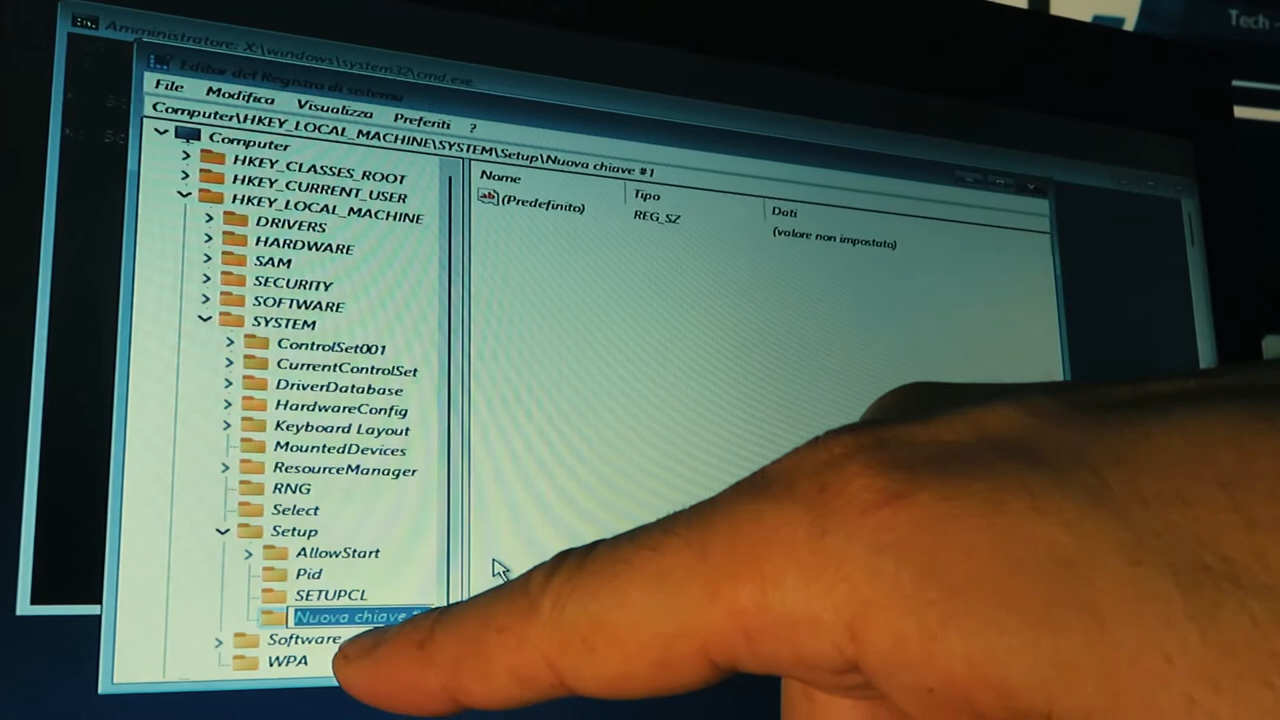 Amministratore: X:\windows\system32\cmd.exe
Editor del Registro di sistema
File Modifica Visualizza Preferiti ?
Computer\HKEY_LOCAL_MACHINE\SYSTEM\Setup\Nuova chiave #1
Computer
HKEY_CLASSES_ROOT
HKEY_CURRENT_USER
HKEY_LOCAL_MACHINE
DRIVERS
HARDWARE
SAM
SECURITY
SOFTWARE
SYSTEM
ControlSet001
CurrentControlSet
DriverDatabase
HardwareConfig
Keyboard Layout
MountedDevices
ResourceManager
RNG
Select
Setup
AllowStart
Pid
SETUPCL
Nuova chiave
Software
WPA
Nome Tipo Dati
(Predefinito) REG_SZ (valore non impostato)
Tech